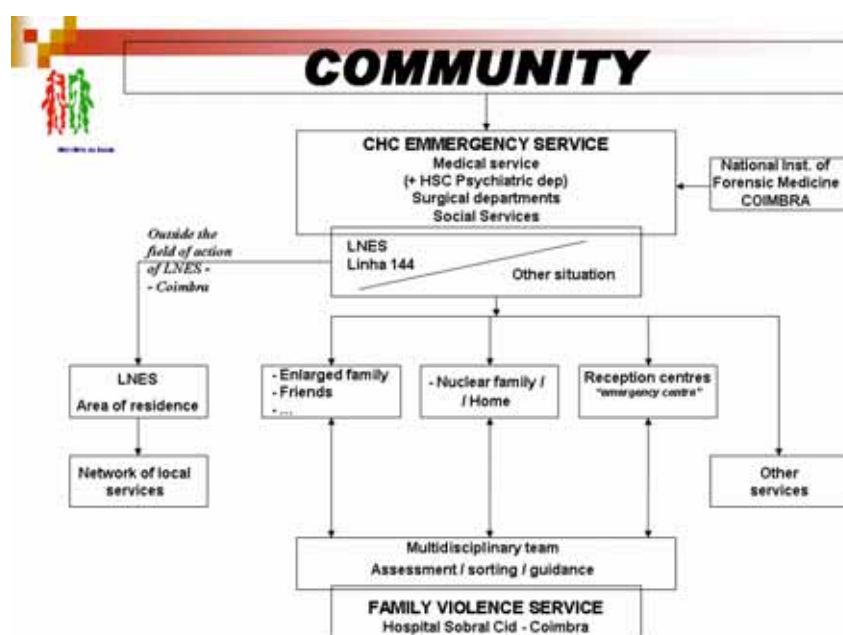 COMMUNITY
CHC EMMERGENCY SERVICE
Medical service
(+ HSC Psychiatric dep)
Surgical departments
Social Services
National Inst. of
Forensic Medicine
COIMBRA
Outside the
field of action
of LNES -
- Coimbra
LNES
Linha 144
Other situation
LNES
Area of residence
- Enlarged family
- Friends
- ...
- Nuclear family /
/ Home
Reception centres
"emergency centre"
Network of local
services
Other
services
Multidisciplinary team
Assessment / sorting / guidance
FAMILY VIOLENCE SERVICE
Hospital Sobral Cid - Coimbra